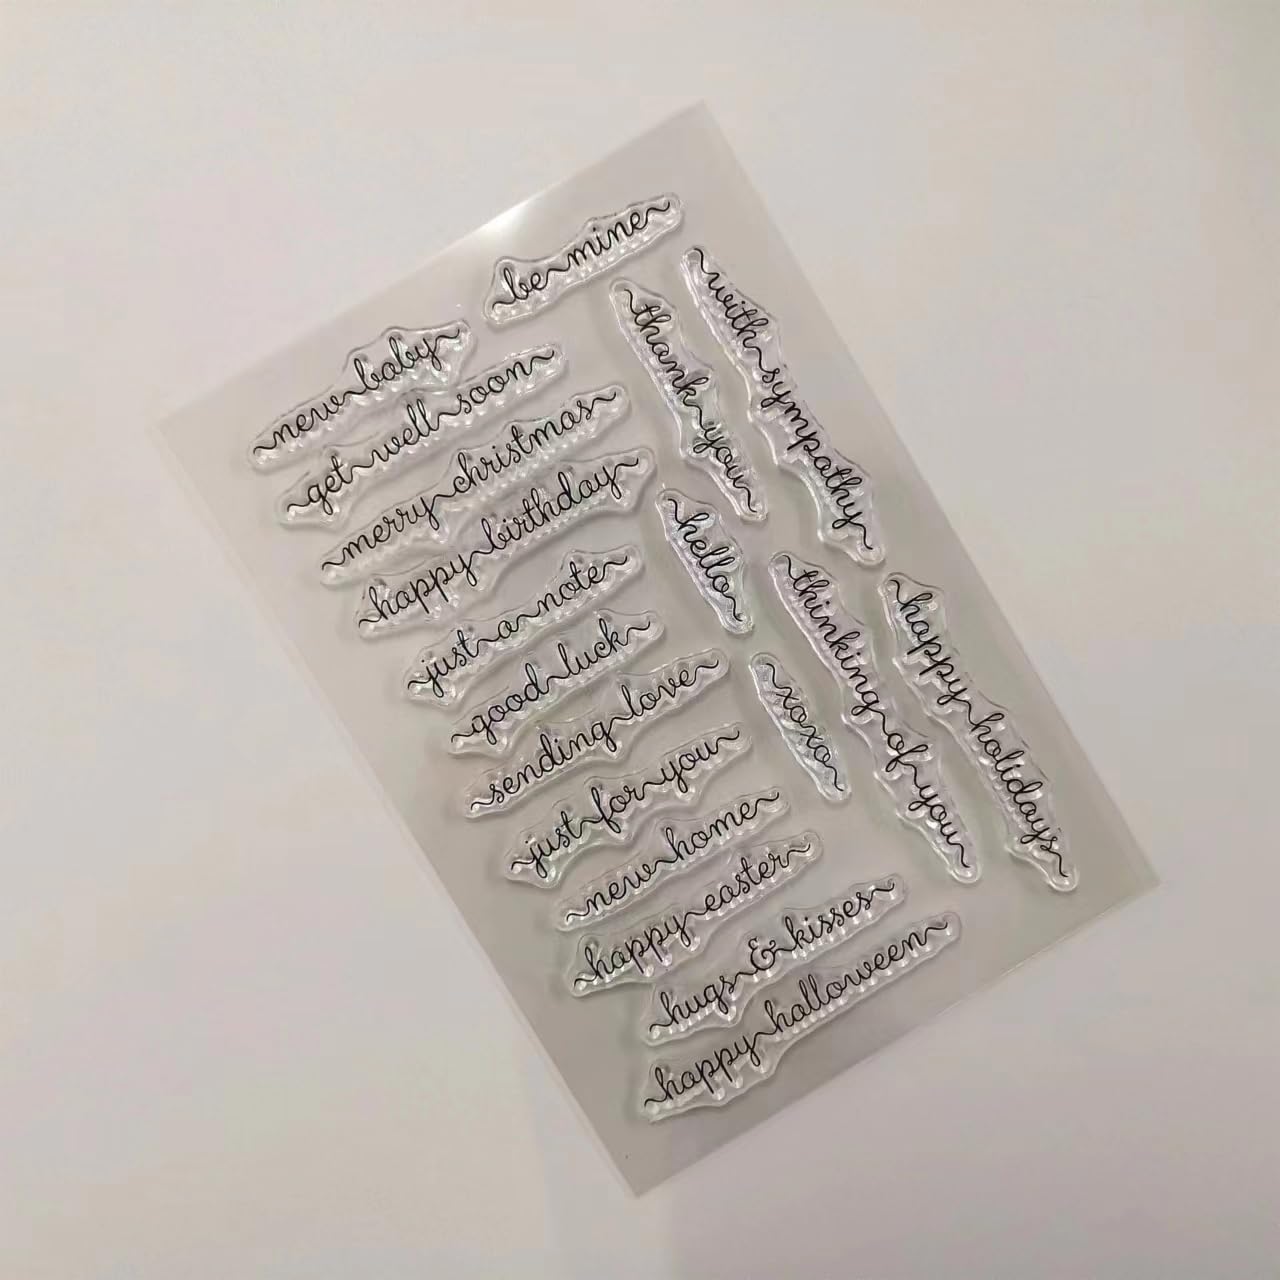 be mine
new baby
get well soon
merry christmas
happy birthday
just a note
good luck
sending love
just for you
new home
happy easter
hugs & kisses
happy halloween
with sympathy
thank you
hello
thinking of you
happy holidays
xoxo